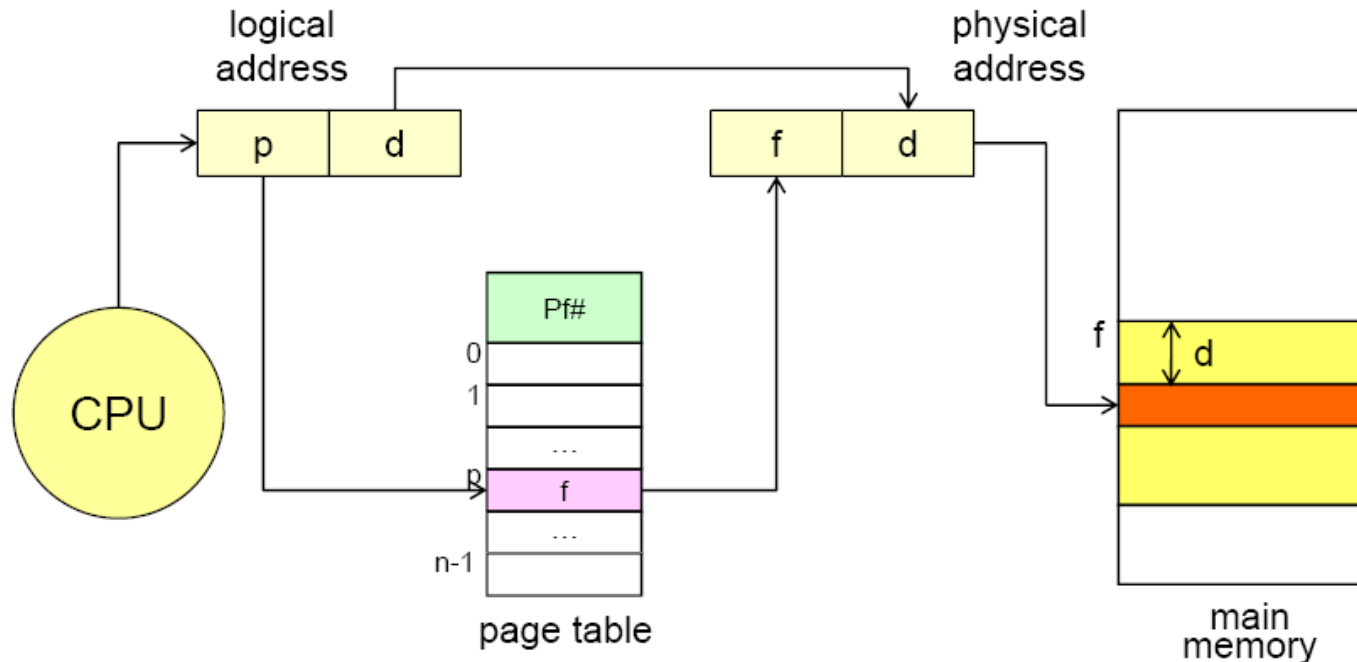 logical
address
physical
address
p
d
f
d
Pf#
0
1
...
p
f
...
n-1
page table
CPU
f
d
main
memory